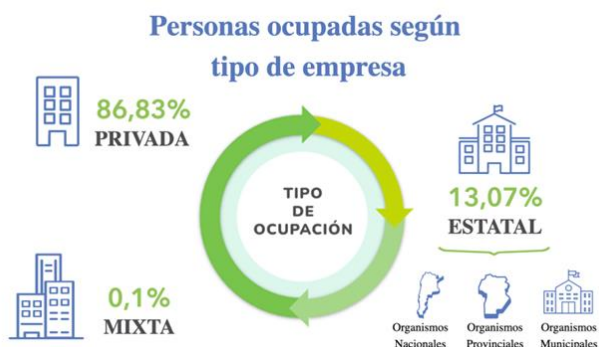 Personas ocupadas según
tipo de empresa
86,83%
PRIVADA
TIPO
DE
OCUPACIÓN
13,07%
ESTATAL
0,1%
MIXTA
Organismos
Nacionales
Organismos
Provinciales
Organismos
Municipales